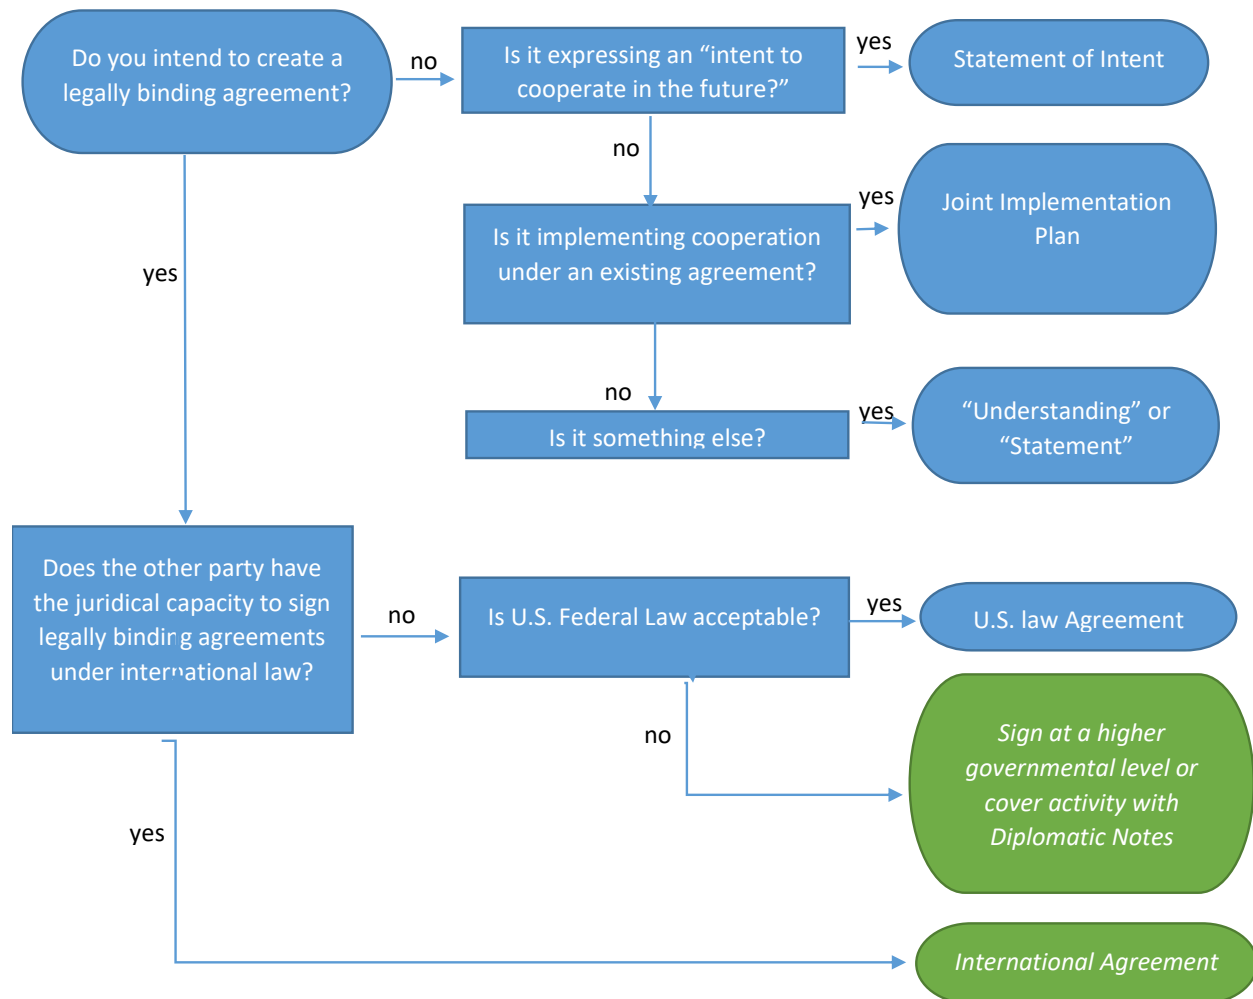 Do you intend to create a
legally binding agreement?
no
Is it expressing an “intent to
cooperate in the future?”
yes
Statement of Intent
no
Is it implementing cooperation
under an existing agreement?
yes
Joint Implementation
Plan
yes
no
Is it something else?
yes
“Understanding” or
“Statement”
Does the other party have
the juridical capacity to sign
legally binding agreements
under international law?
no
Is U.S. Federal Law acceptable?
yes
U.S. law Agreement
no
Sign at a higher
governmental level or
cover activity with
Diplomatic Notes
yes
International Agreement